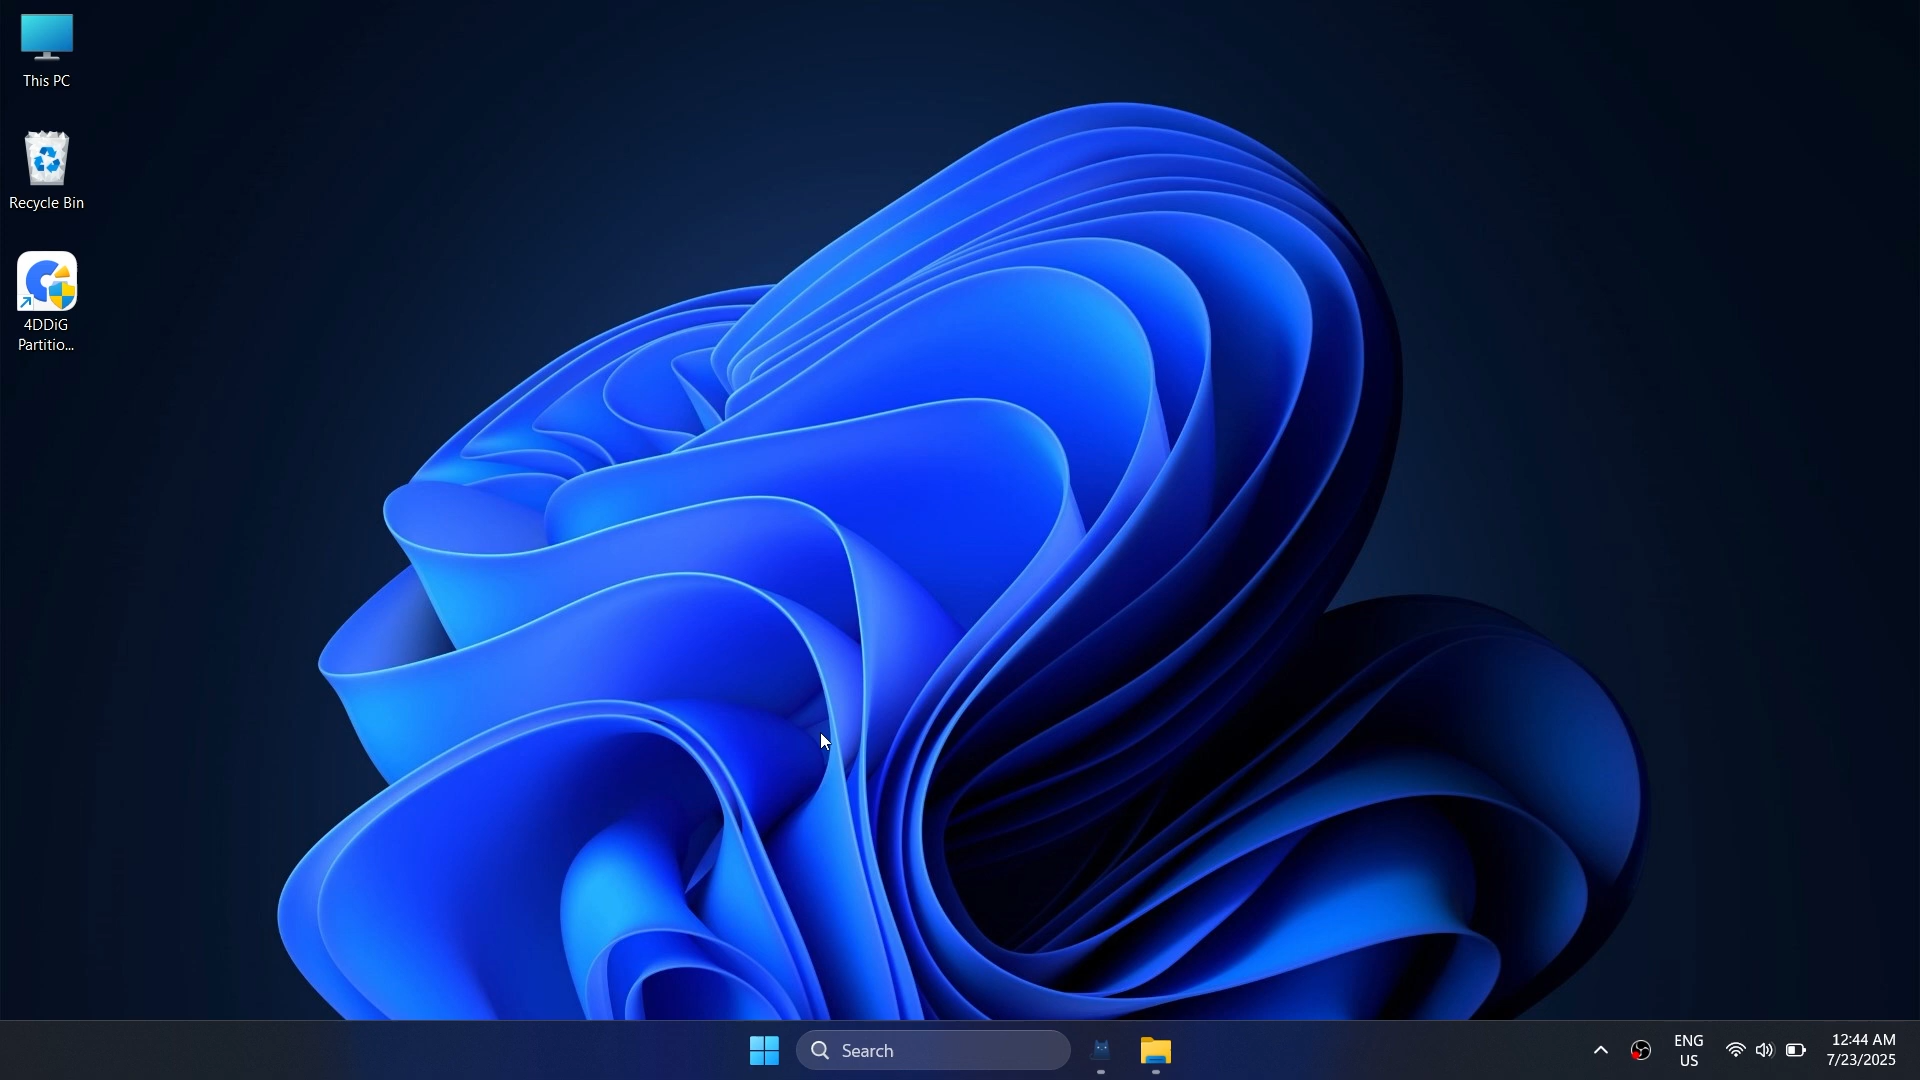 This PC
Recycle Bin
4DDiG
Partitio...
Search
ENG
US
12:44 AM
7/23/2025